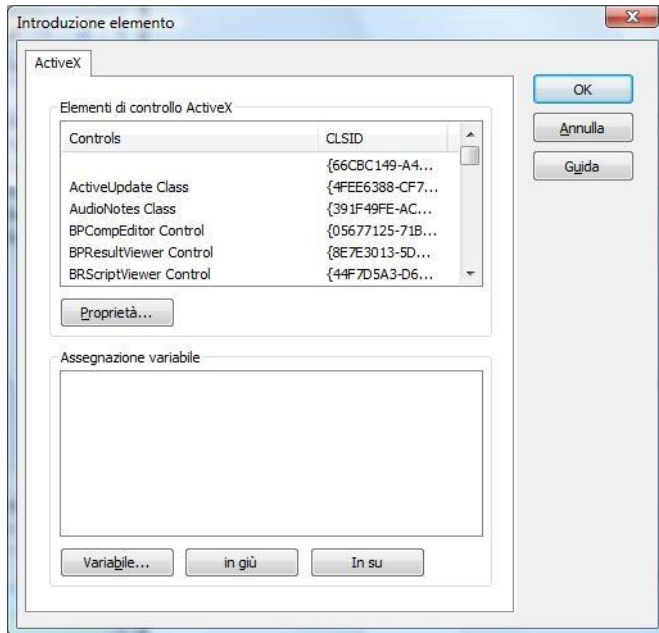 Introduzione elemento
ActiveX
OK
Annulla
Guida
Elementi di controllo ActiveX
Controls CLSID
{66CBC149-A4...
ActiveUpdate Class {4FEE6388-CF7...
AudioNotes Class {391F49FE-AC...
BPCompEditor Control {05677125-71B...
BPResultViewer Control {8E7E3013-5D...
BRScriptViewer Control {44F7D5A3-D6...
Proprietà...
Assegnazione variabile
Variabile... in giù In su